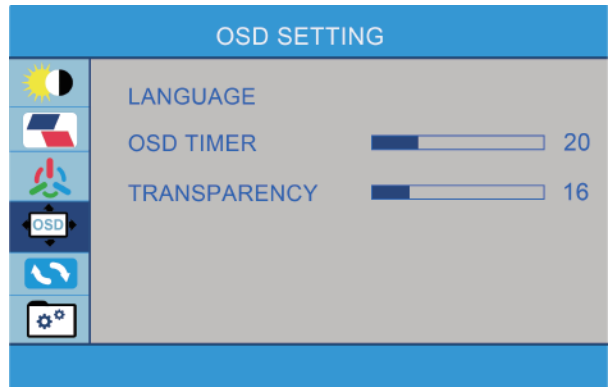 OSD SETTING
LANGUAGE
OSD TIMER 20
TRANSPARENCY 16
OSD